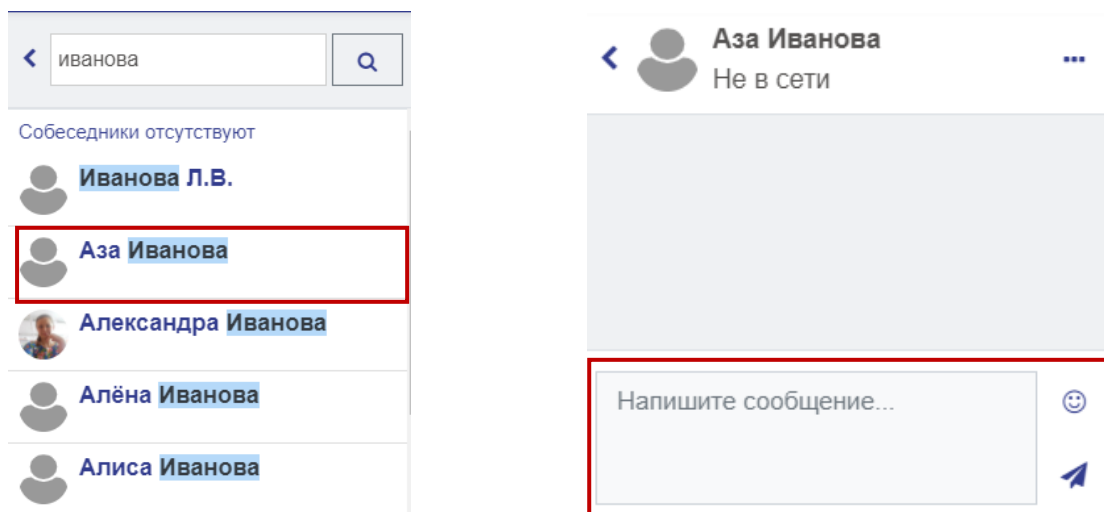 иванова
Собеседники отсутствуют
Иванова Л.В.
Аза Иванова
Александра Иванова
Алёна Иванова
Алиса Иванова
Аза Иванова
Не в сети
Напишите сообщение...